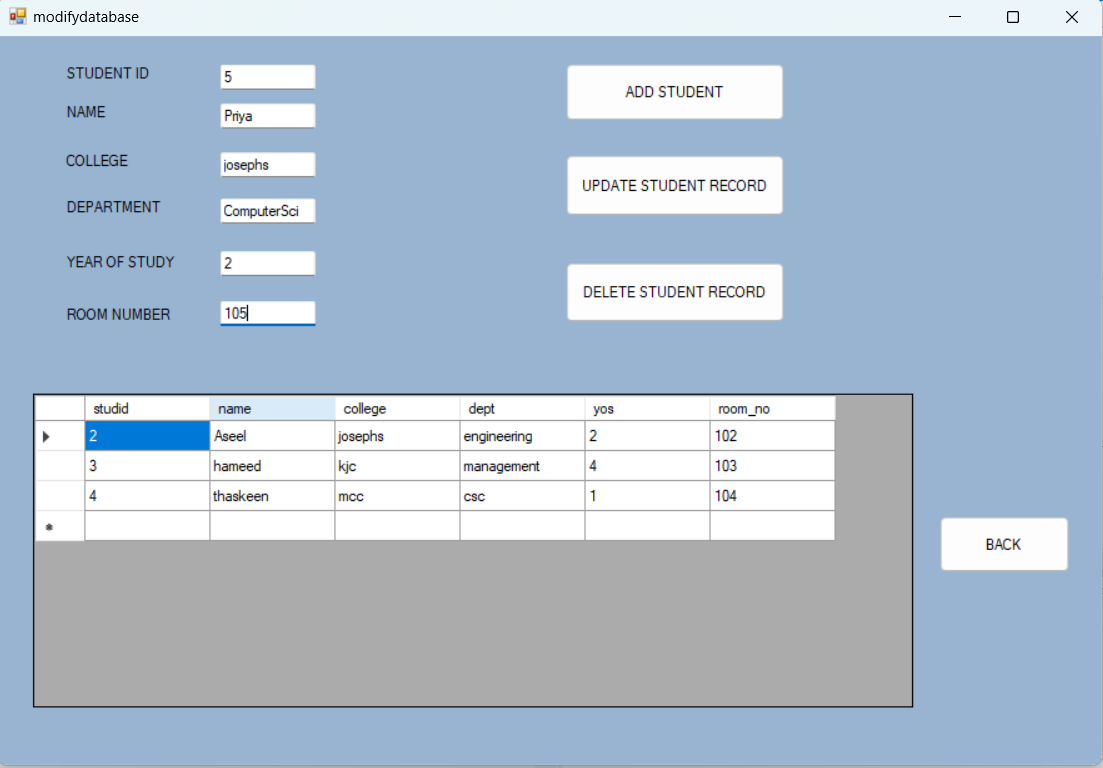 modifydatabase
STUDENT ID 5
NAME Priya
COLLEGE josephs
DEPARTMENT ComputerSci
YEAR OF STUDY 2
ROOM NUMBER 105
ADD STUDENT
UPDATE STUDENT RECORD
DELETE STUDENT RECORD
studid name college dept yos room_no
2 Aseel josephs engineering 2 102
3 hameed kjc management 4 103
4 thaskeen mcc csc 1 104
BACK